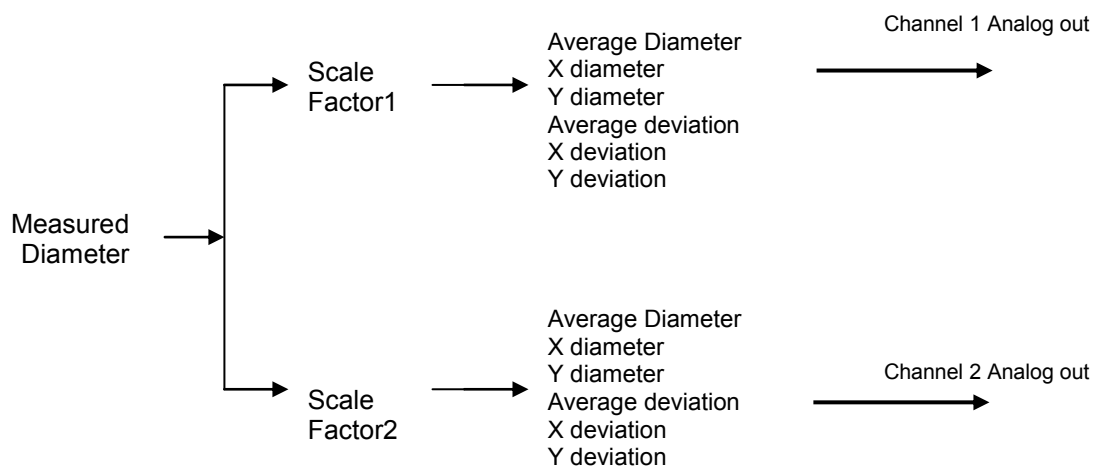 Channel 1 Analog out
Scale
Factor1
Average Diameter
X diameter
Y diameter
Average deviation
X deviation
Y deviation
Measured
Diameter
Scale
Factor2
Average Diameter
X diameter
Y diameter
Average deviation
X deviation
Y deviation
Channel 2 Analog out